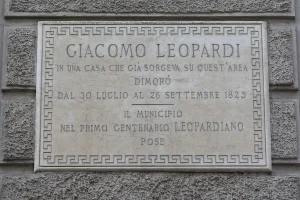 GIACOMO LEOPARDI
IN UNA CASA CHE GIÀ SORGEVA SU QUEST'AREA
DIMORÒ
DAL 30 LUGLIO AL 26 SETTEMBRE 1825
IL MUNICIPIO
NEL PRIMO CENTENARIO LEOPARDIANO
POSE